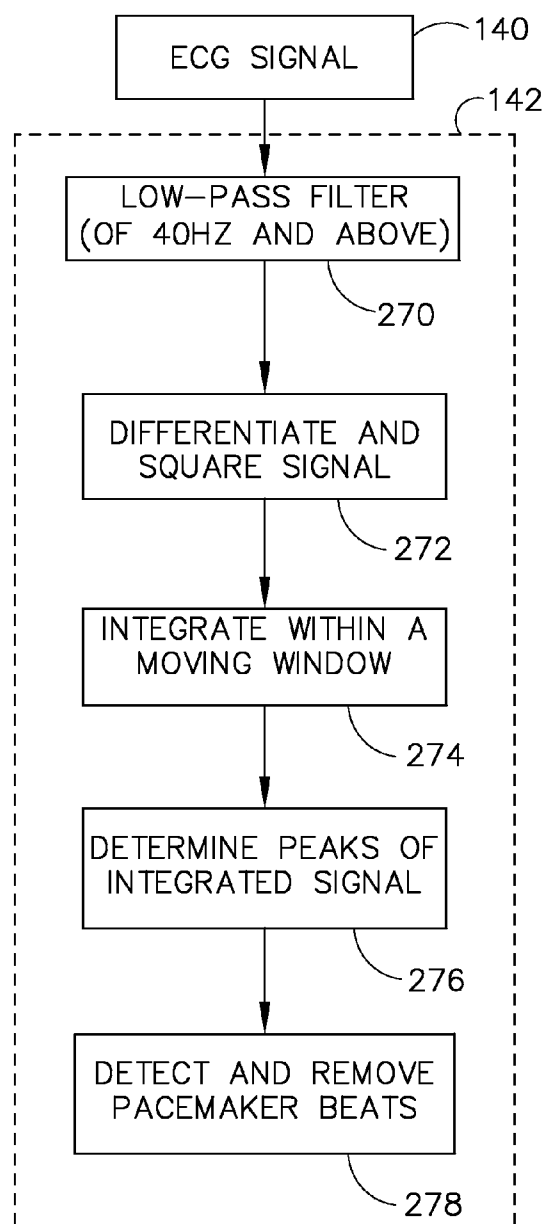 ECG SIGNAL
140
142
LOW-PASS FILTER
(OF 40HZ AND ABOVE)
270
DIFFERENTIATE AND
SQUARE SIGNAL
272
INTEGRATE WITHIN A
MOVING WINDOW
274
DETERMINE PEAKS OF
INTEGRATED SIGNAL
276
DETECT AND REMOVE
PACEMAKER BEATS
278